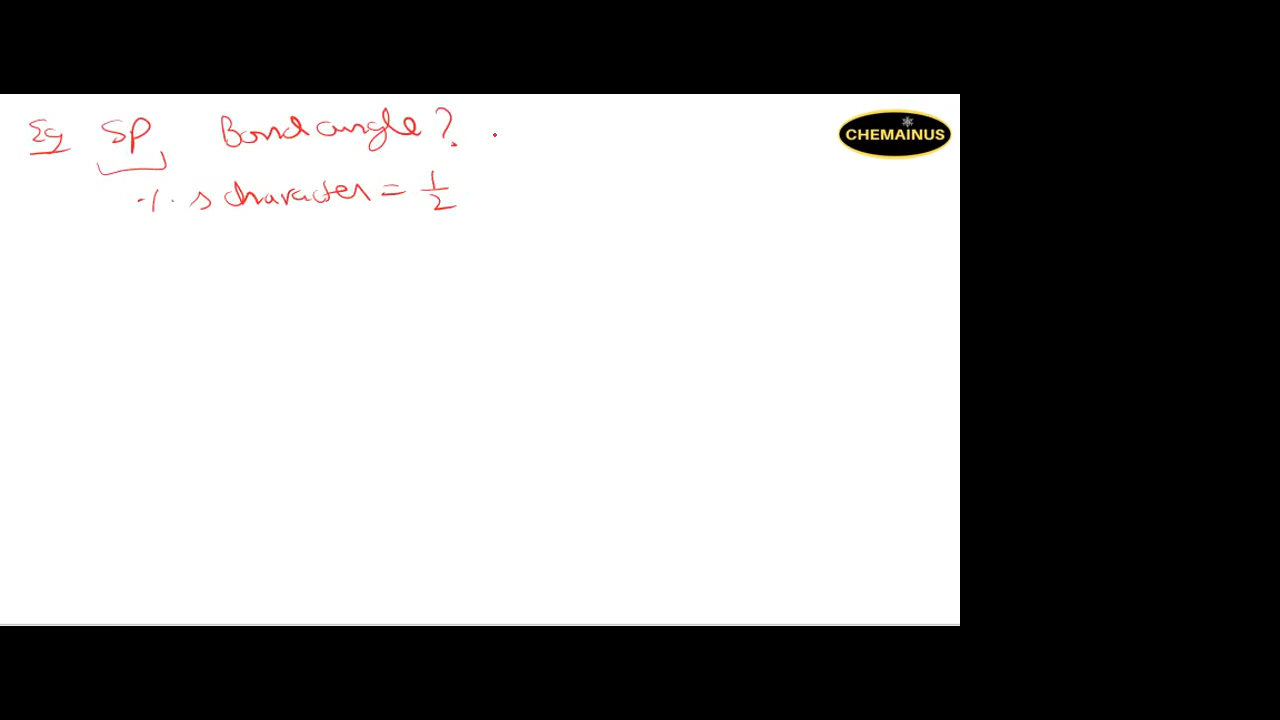 Eg SP Bond angle?
CHEMAINUS
% s character = 1/2